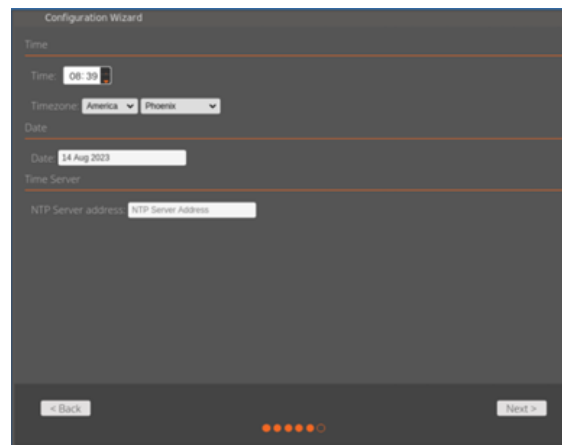 Configuration Wizard
Time
Time: 08:39
Timezone: America Phoenix
Date
Date: 14 Aug 2023
Time Server
NTP Server address: NTP Server Address
< Back Next >